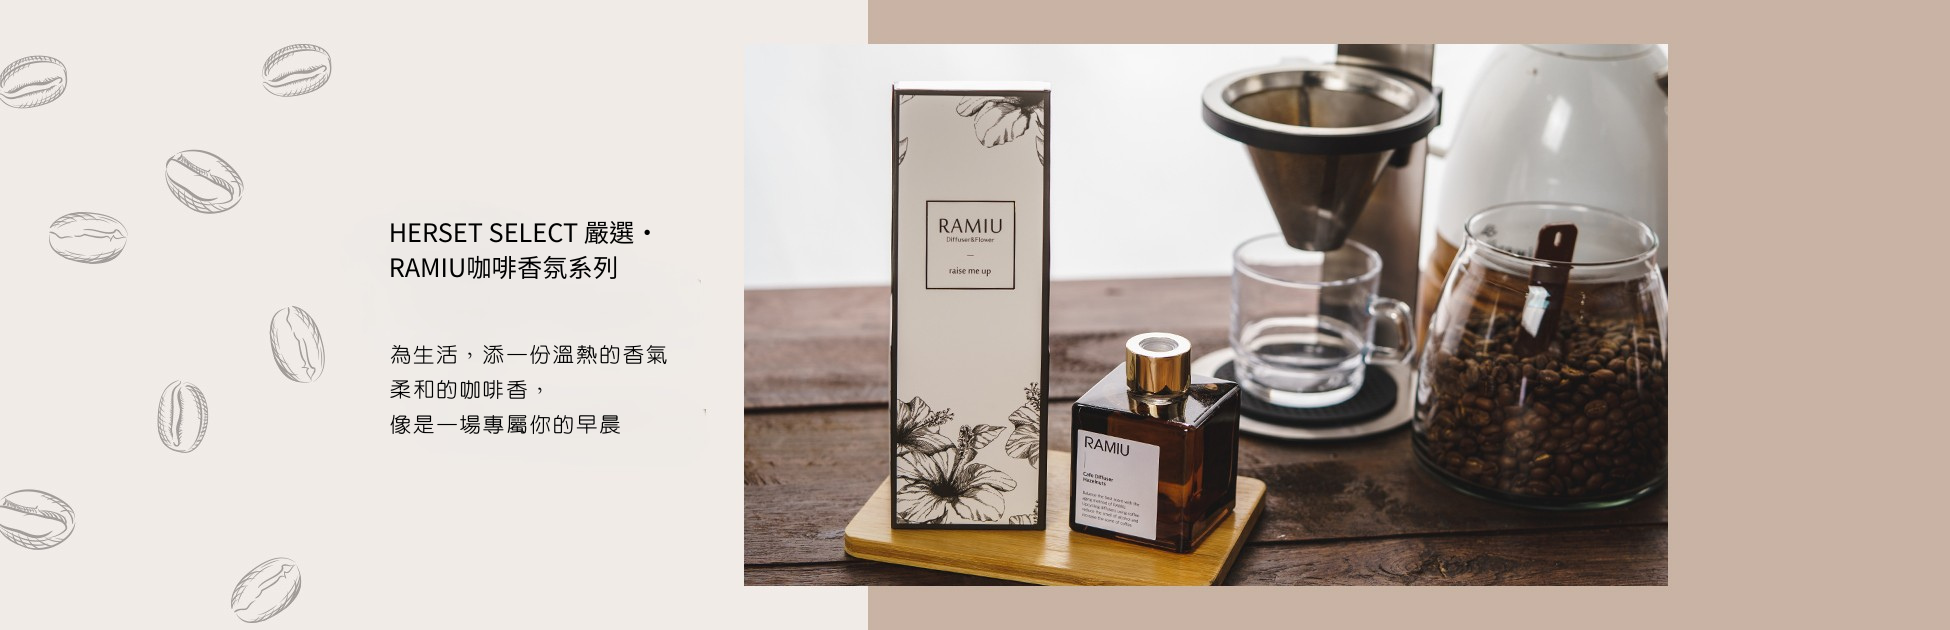 HERSET SELECT 嚴選・
RAMIU咖啡香氛系列
為生活，添一份溫熱的香氣
柔和的咖啡香，
像是一場專屬你的早晨
RAMIU
Diffuser&Flower
raise me up
RAMIU
Cafe Diffuser
Hazelnuts